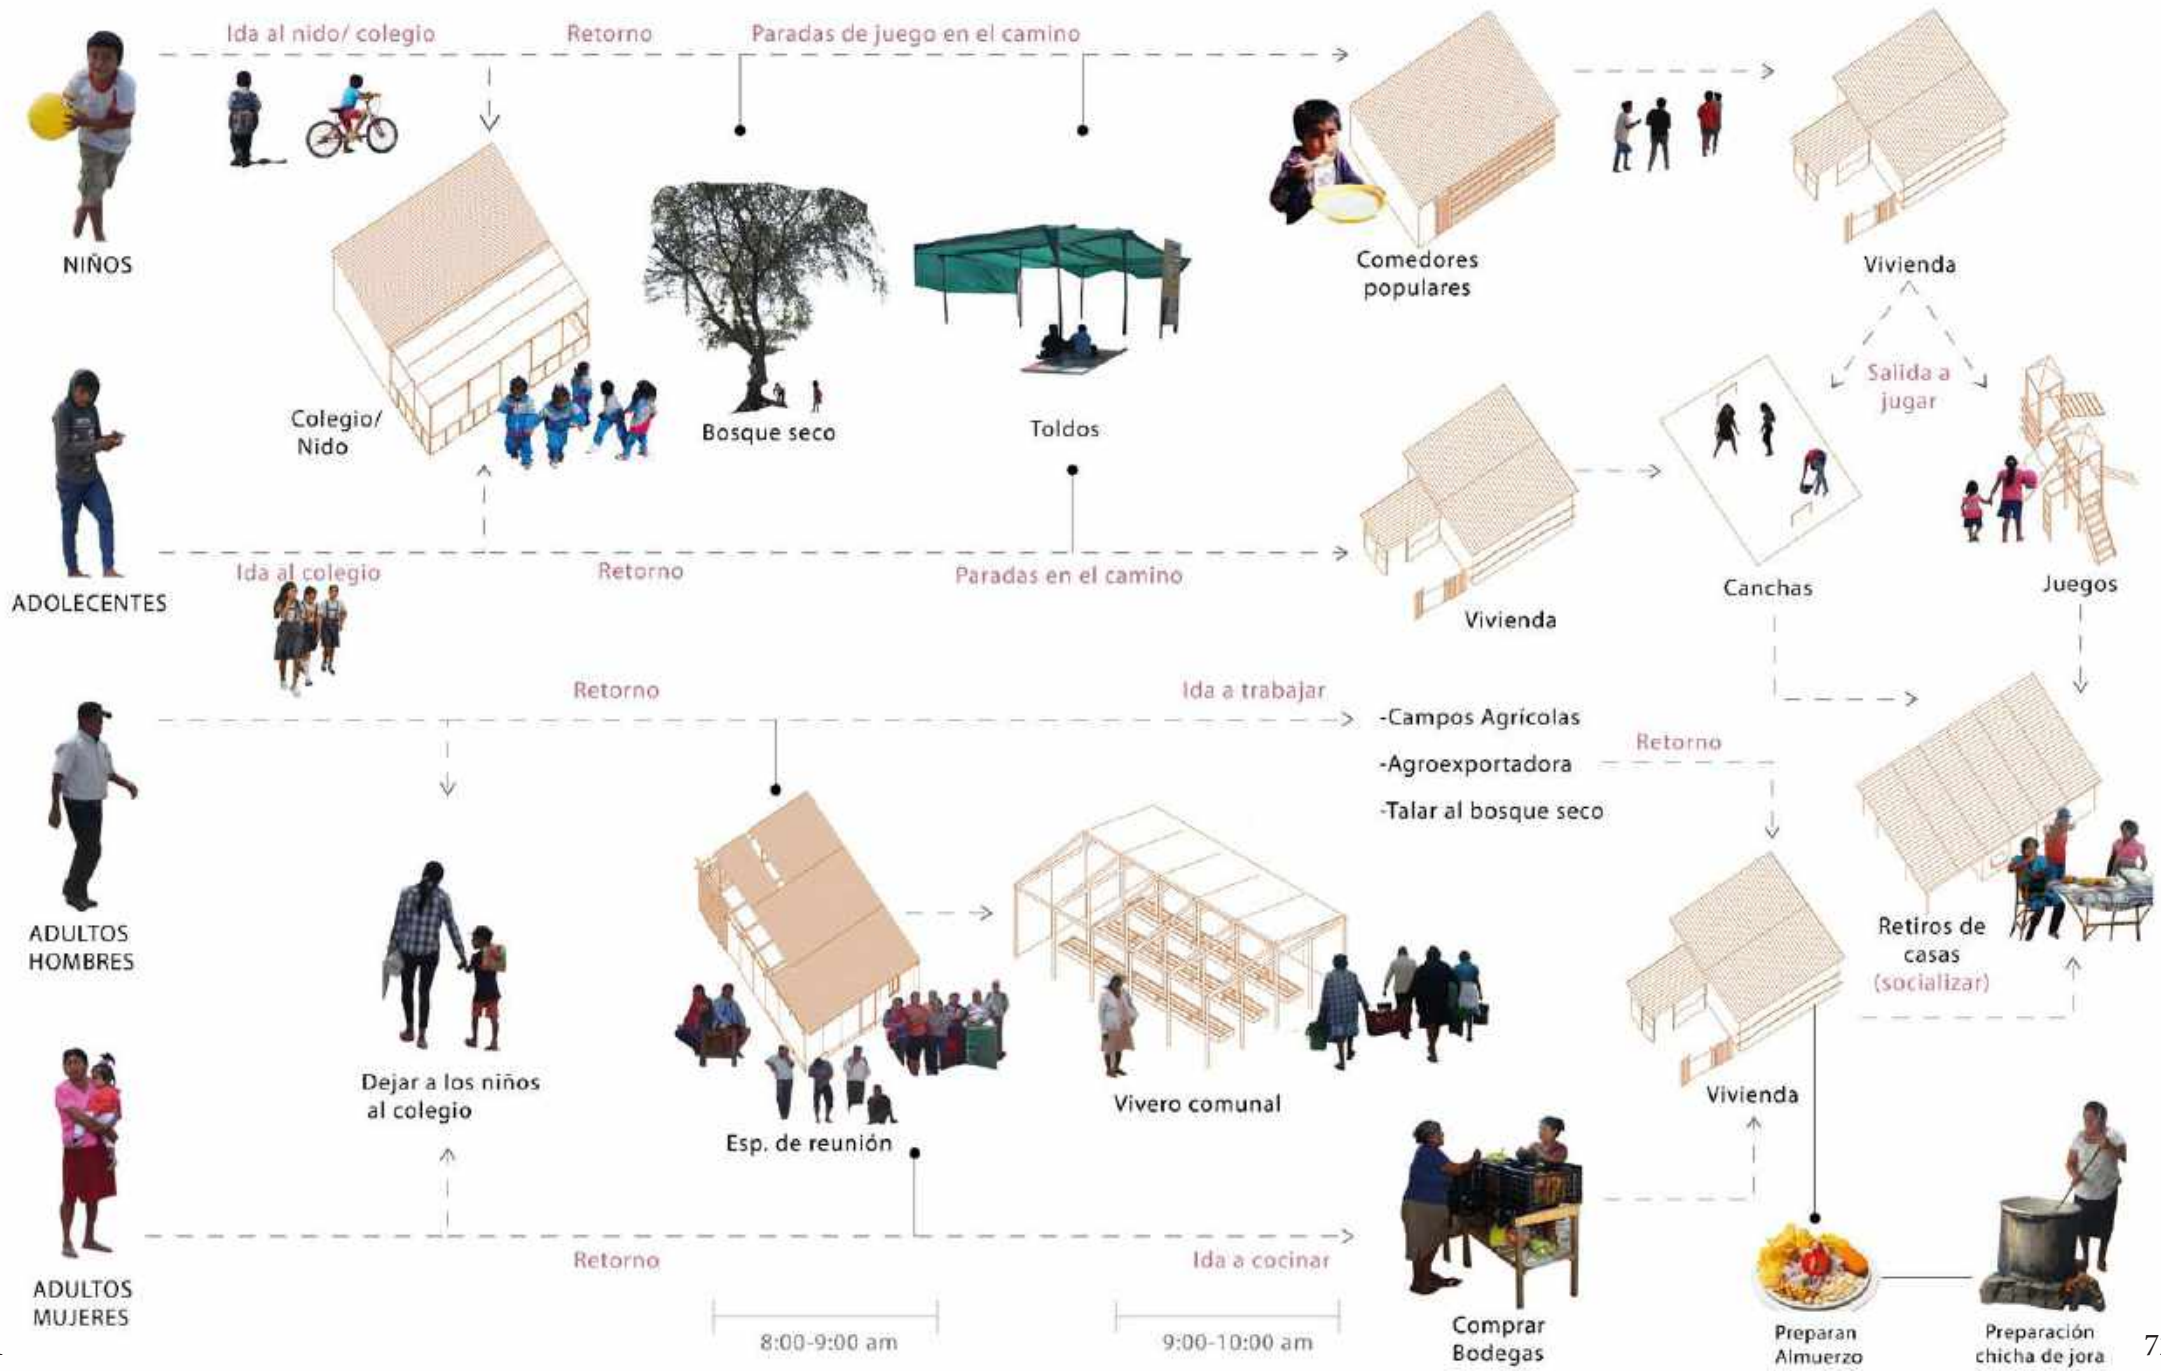 Ida al nido/ colegio
Retorno
Paradas de juego en el camino
NIÑOS
Colegio/
Nido
Bosque seco
Toldos
Comedores
populares
Vivienda
Salida a
jugar
ADOLECENTES
Ida al colegio
Retorno
Paradas en el camino
Vivienda
Canchas
Juegos
Retorno
Ida a trabajar
-Campos Agrícolas
-Agroexportadora
-Talar al bosque seco
Retorno
ADULTOS
HOMBRES
Dejar a los niños
al colegio
Esp. de reunión
Vivero comunal
Vivienda
Retiros de
casas
(socializar)
ADULTOS
MUJERES
Retorno
Ida a cocinar
8:00-9:00 am
9:00-10:00 am
Comprar
Bodegas
Preparan
Almuerzo
Preparación
chicha de jora